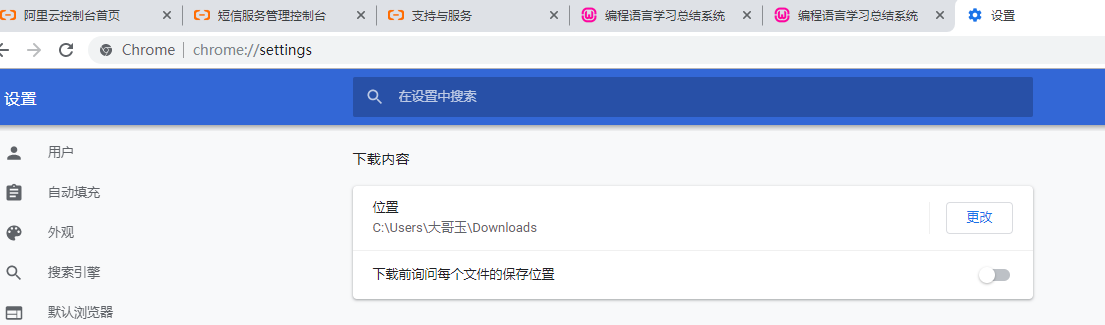 阿里云控制台首页
短信服务管理控制台
支持与服务
编程语言学习总结系统
编程语言学习总结系统
设置
Chrome | chrome://settings
设置
在设置中搜索
用户
自动填充
外观
搜索引擎
默认浏览器
下载内容
位置
C:\Users\大哥玉\Downloads
更改
下载前询问每个文件的保存位置